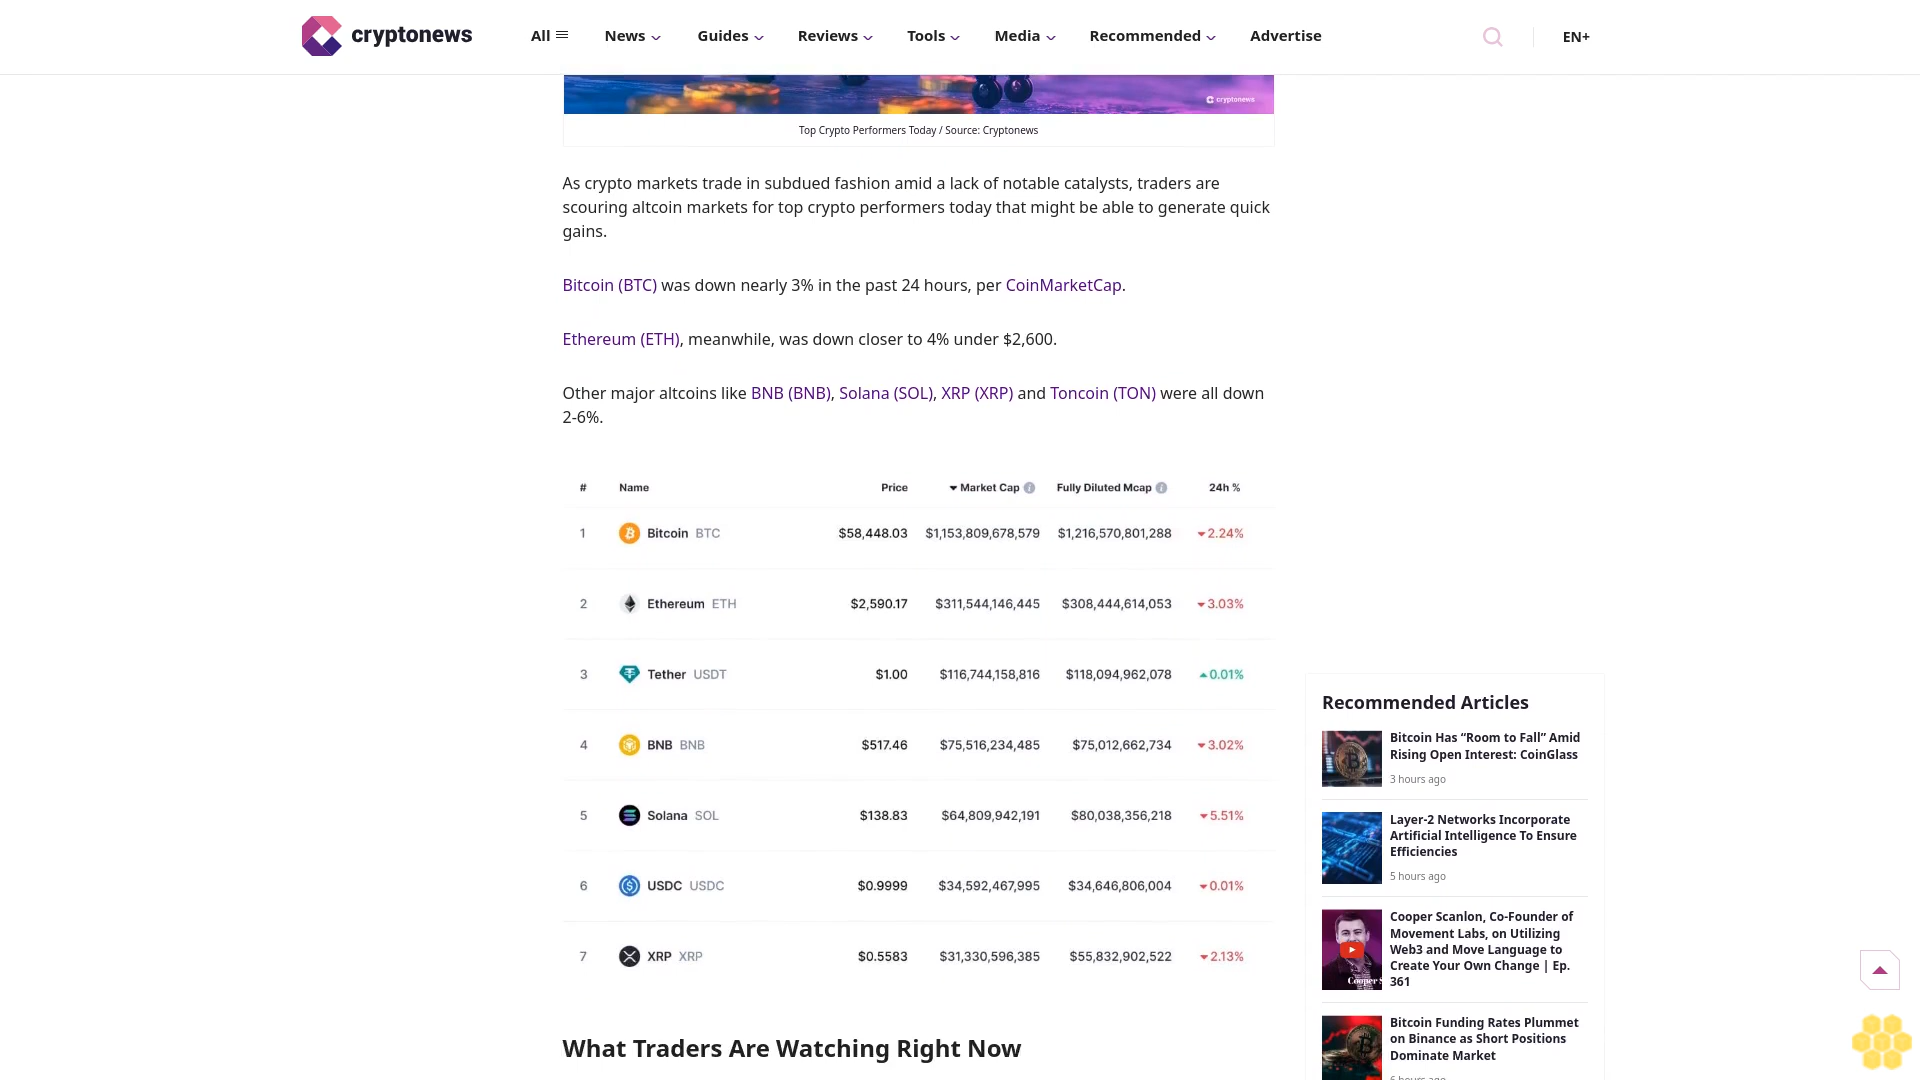 cryptonews
All
News
Guides
Reviews
Tools
Media
Recommended
Advertise
EN+
cryptonews
Top Crypto Performers Today / Source: Cryptonews
As crypto markets trade in subdued fashion amid a lack of notable catalysts, traders are
scouring altcoin markets for top crypto performers today that might be able to generate quick
gains.
Bitcoin (BTC) was down nearly 3% in the past 24 hours, per CoinMarketCap.
Ethereum (ETH), meanwhile, was down closer to 4% under $2,600.
Other major altcoins like BNB (BNB), Solana (SOL), XRP (XRP) and Toncoin (TON) were all down
2-6%.
# Name Price Market Cap Fully Diluted Mcap 24h %
1 Bitcoin BTC $58,448.03 $1,153,809,678,579 $1,216,570,801,288 2.24%
2 Ethereum ETH $2,590.17 $311,544,146,445 $308,444,614,053 3.03%
3 Tether USDT $1.00 $116,744,158,816 $118,094,962,078 0.01%
4 BNB BNB $517.46 $75,516,234,485 $75,012,662,734 3.02%
5 Solana SOL $138.83 $64,809,942,191 $80,038,356,218 5.51%
6 USDC USDC $0.9999 $34,592,467,995 $34,646,806,004 0.01%
7 XRP XRP $0.5583 $31,330,596,385 $55,832,902,522 2.13%
What Traders Are Watching Right Now
Recommended Articles
Bitcoin Has “Room to Fall” Amid
Rising Open Interest: CoinGlass
3 hours ago
Layer-2 Networks Incorporate
Artificial Intelligence To Ensure
Efficiencies
5 hours ago
Cooper Scanlon, Co-Founder of
Movement Labs, on Utilizing
Web3 and Move Language to
Create Your Own Change | Ep.
361
Cooper S
Bitcoin Funding Rates Plummet
on Binance as Short Positions
Dominate Market
6 hours ago